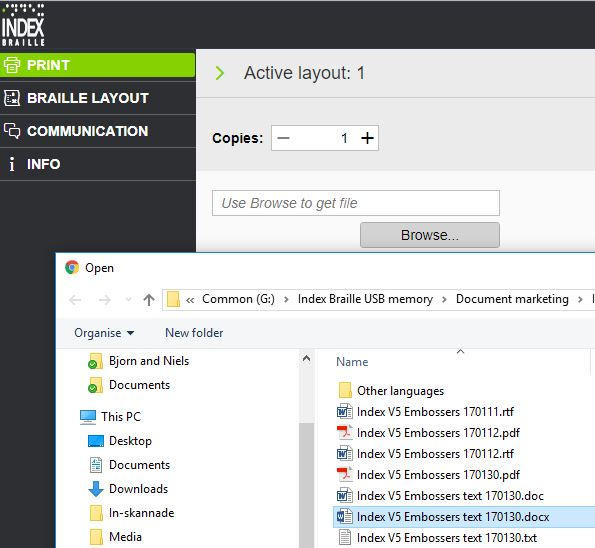 INDEX
BRAILLE
PRINT
BRAILLE LAYOUT
COMMUNICATION
INFO
Active layout: 1
Copies: − 1 +
Use Browse to get file
Browse...
Open
« Common (G:) > Index Braille USB memory > Document marketing >
Organise
New folder
Bjorn and Niels
Documents
This PC
Desktop
Documents
Downloads
In-skannade
Media
Name
Other languages
Index V5 Embossers 170111.rtf
Index V5 Embossers 170112.pdf
Index V5 Embossers 170112.rtf
Index V5 Embossers 170130.pdf
Index V5 Embossers text 170130.doc
Index V5 Embossers text 170130.docx
Index V5 Embossers text 170130.txt